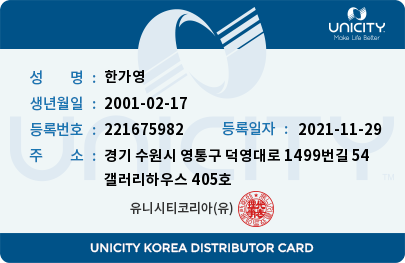 UNICITY
Make Life Better
성 명 : 한가영
생년월일 : 2001-02-17
등록번호 : 221675982 등록일자 : 2021-11-29
주 소 : 경기 수원시 영통구 덕영대로 1499번길 54
갤러리하우스 405호
UNICITY
TM
유니시티코리아(유)
UNICITY KOREA DISTRIBUTOR CARD